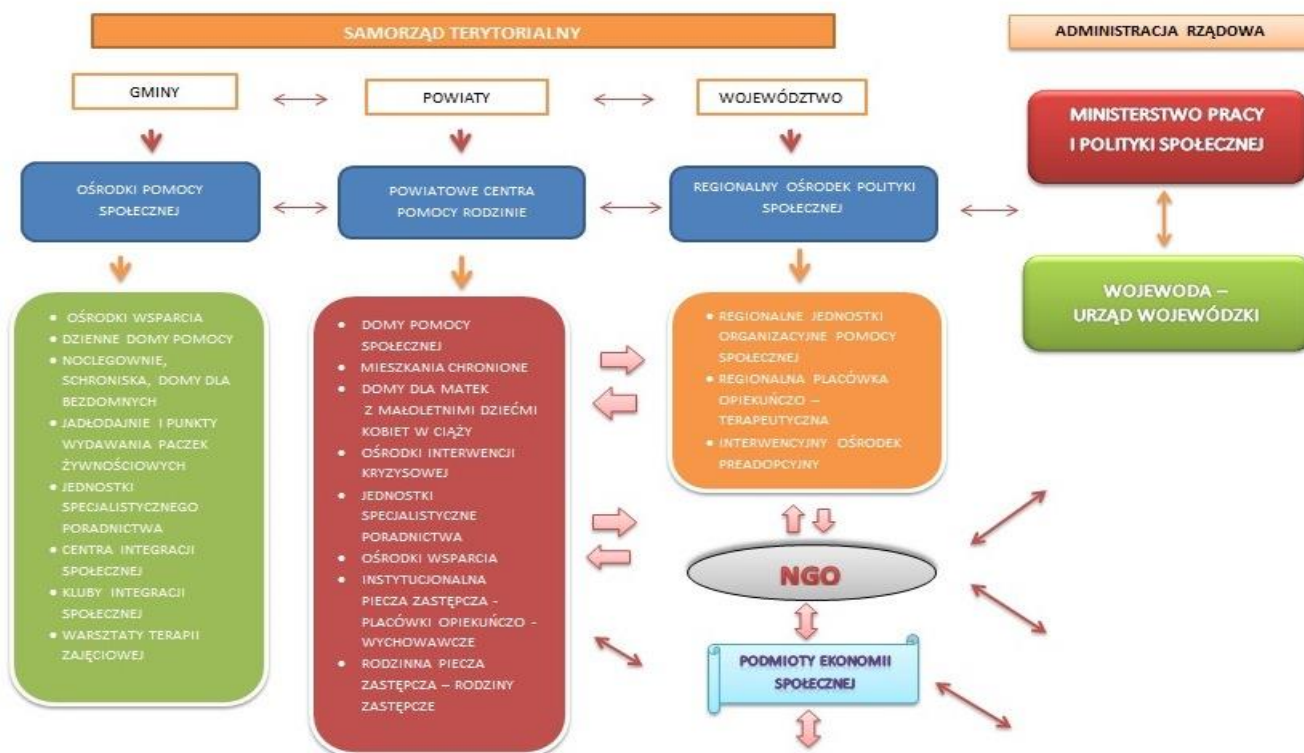 SAMORZĄD TERYTORIALNY
ADMINISTRACJA RZĄDOWA
GMINY
POWIATY
WOJEWÓDZTWO
MINISTERSTWO PRACY
I POLITYKI SPOŁECZNEJ
OŚRODKI POMOCY
SPOŁECZNEJ
POWIATOWE CENTRA
POMOCY RODZINIE
REGIONALNY OŚRODEK POLITYKI
SPOŁECZNEJ
WOJEWODA –
URZĄD WOJEWÓDZKI
• OŚRODKI WSPARCIA
• DZIENNE DOMY POMOCY
• NOCLEGOWNIE,
SCHRONISKA, DOMY DLA
BEZDOMNYCH
• JADŁODAJNIE I PUNKTY
WYDAWANIA PACZEK
ŻYWNOŚCIOWYCH
• JEDNOSTKI
SPECJALISTYCZNEGO
PORADNICTWA
• CENTRA INTEGRACJI
SPOŁECZNEJ
• KLUBY INTEGRACJI
SPOŁECZNEJ
• WARSZTATY TERAPII
ZAJĘCIOWEJ
• DOMY POMOCY
SPOŁECZNEJ
• MIESZKANIA CHRONIONE
• DOMY DLA MATEK
Z MAŁOLETNIMI DZIEĆMI
KOBIET W CIĄŻY
• OŚRODKI INTERWENCJI
KRYZYSOWEJ
• JEDNOSTKI
SPECJALISTYCZNE
PORADNICTWA
• OŚRODKI WSPARCIA
• INSTYTUCJONALNA
PIECZA ZASTĘPCZA -
PLACÓWKI OPIEKUŃCZO -
WYCHOWAWCZE
• RODZINNA PIECZA
ZASTĘPCZA – RODZINY
ZASTĘPCZE
• REGIONALNE JEDNOSTKI
ORGANIZACYJNE POMOCY
SPOŁECZNEJ
• REGIONALNA PLACÓWKA
OPIEKUŃCZO –
TERAPEUTYCZNA
• INTERWENCYJNY OŚRODEK
PREADOPCYJNY
NGO
PODMIOTY EKONOMII
SPOŁECZNEJ